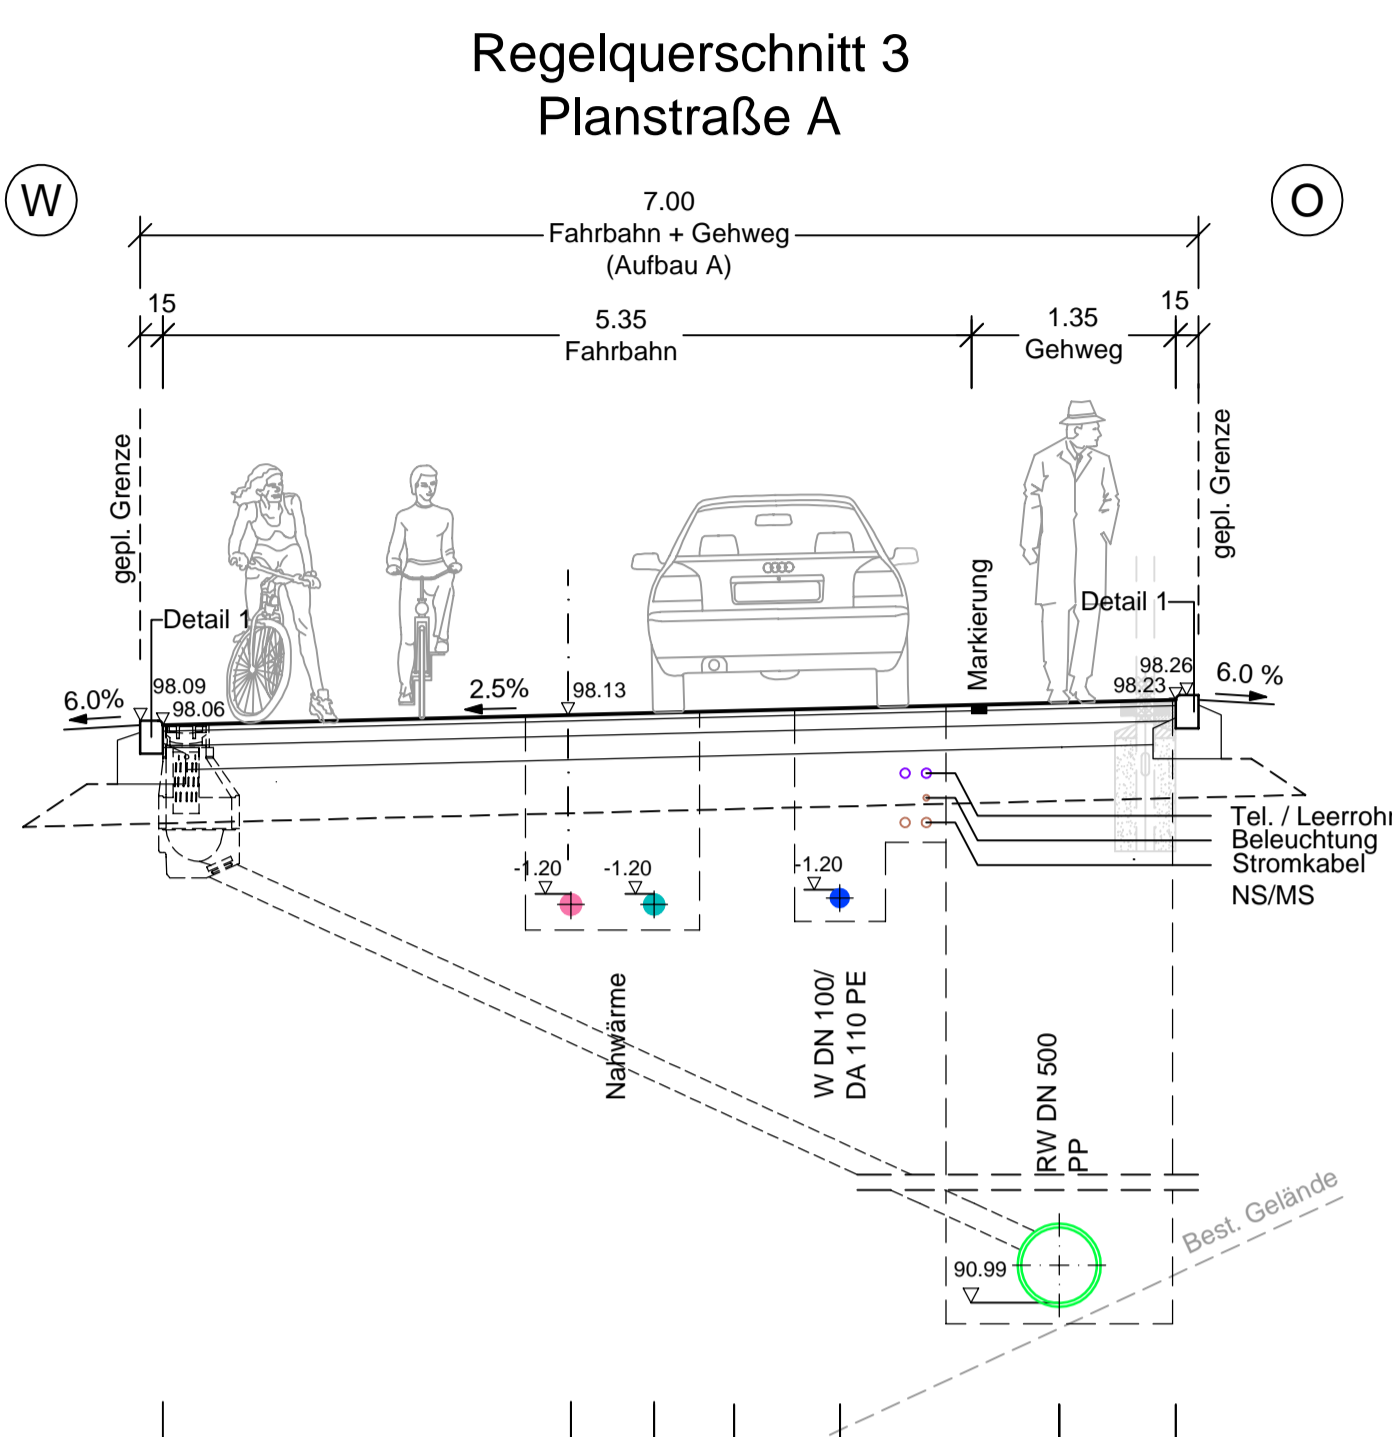 Regelquerschnitt 3
Planstraße A
W
O
7.00
Fahrbahn + Gehweg
(Aufbau A)
15
5.35
Fahrbahn
1.35
Gehweg
15
gepl. Grenze
gepl. Grenze
Detail 1
Detail 1
Markierung
6.0%
98.09
98.06
2.5%
98.13
98.26
98.23
6.0 %
Tel. / Leerrohr
Beleuchtung
Stromkabel
NS/MS
-1.20
-1.20
-1.20
Nahwärme
W DN 100/
DA 110 PE
RW DN 500
PP
90.99
Best. Gelände